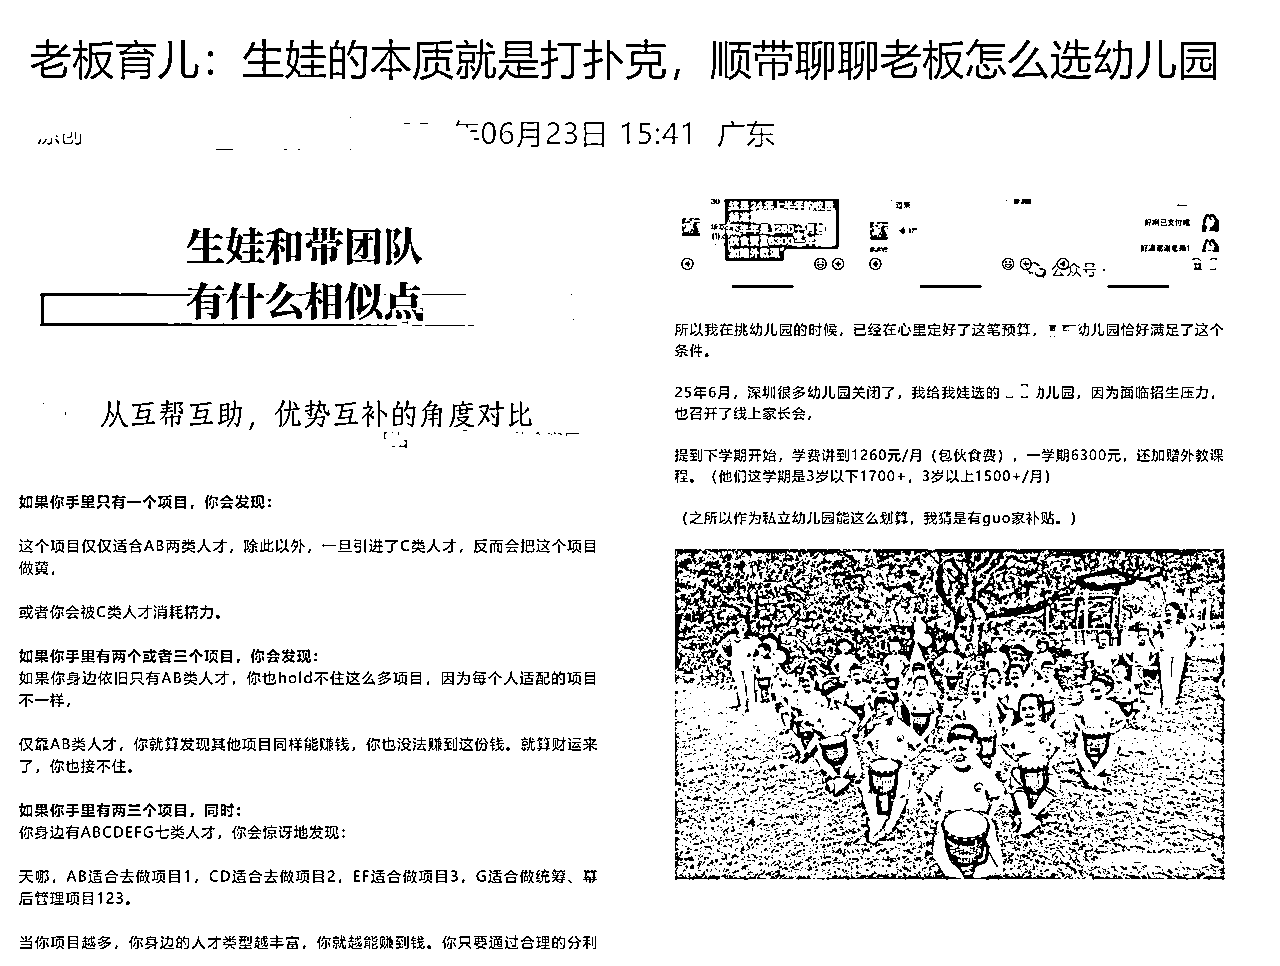 老板育儿：生娃的本质就是打扑克，顺带聊聊老板怎么选幼儿园
原创
年06月23日 15:41 广东
生娃和带团队
有什么相似点
从互帮互助，优势互补的角度对比
如果你手里只有一个项目，你会发现：
这个项目仅仅适合AB两类人才，除此以外，一旦引进了C类人才，反而会把这个项目
做黄，
或者你会被C类人才消耗精力。
如果你手里有两个或者三个项目，你会发现：
如果你身边依旧只有AB类人才，你也hold不住这么多项目，因为每个人适配的项目
不一样，
仅靠AB类人才，你就算发现其他项目同样能赚钱，你也没法赚到这份钱。就算财运来
了，你也接不住。
如果你手里有两三个项目，同时：
你身边有ABCDEFG七类人才，你会惊讶地发现：
天哪，AB适合去做项目1，CD适合去做项目2，EF适合做项目3，G适合做统筹、幕
后管理项目123。
当你项目越多，你身边的人才类型越丰富，你就越能赚到钱。你只要通过合理的分利
好啊已支付哦
公众号·
所以我在挑幼儿园的时候，已经在心里定好了这笔预算，幼儿园恰好满足了这个
条件。
25年6月，深圳很多幼儿园关闭了，我给我娃选的 幼儿园，因为面临招生压力，
也召开了线上家长会，
提到下学期开始，学费讲到1260元/月（包伙食费），一学期6300元，还加赠外教课
程。（他们这学期是3岁以下1700+，3岁以上1500+/月）
（之所以作为私立幼儿园能这么划算，我猜是有guo家补贴。）